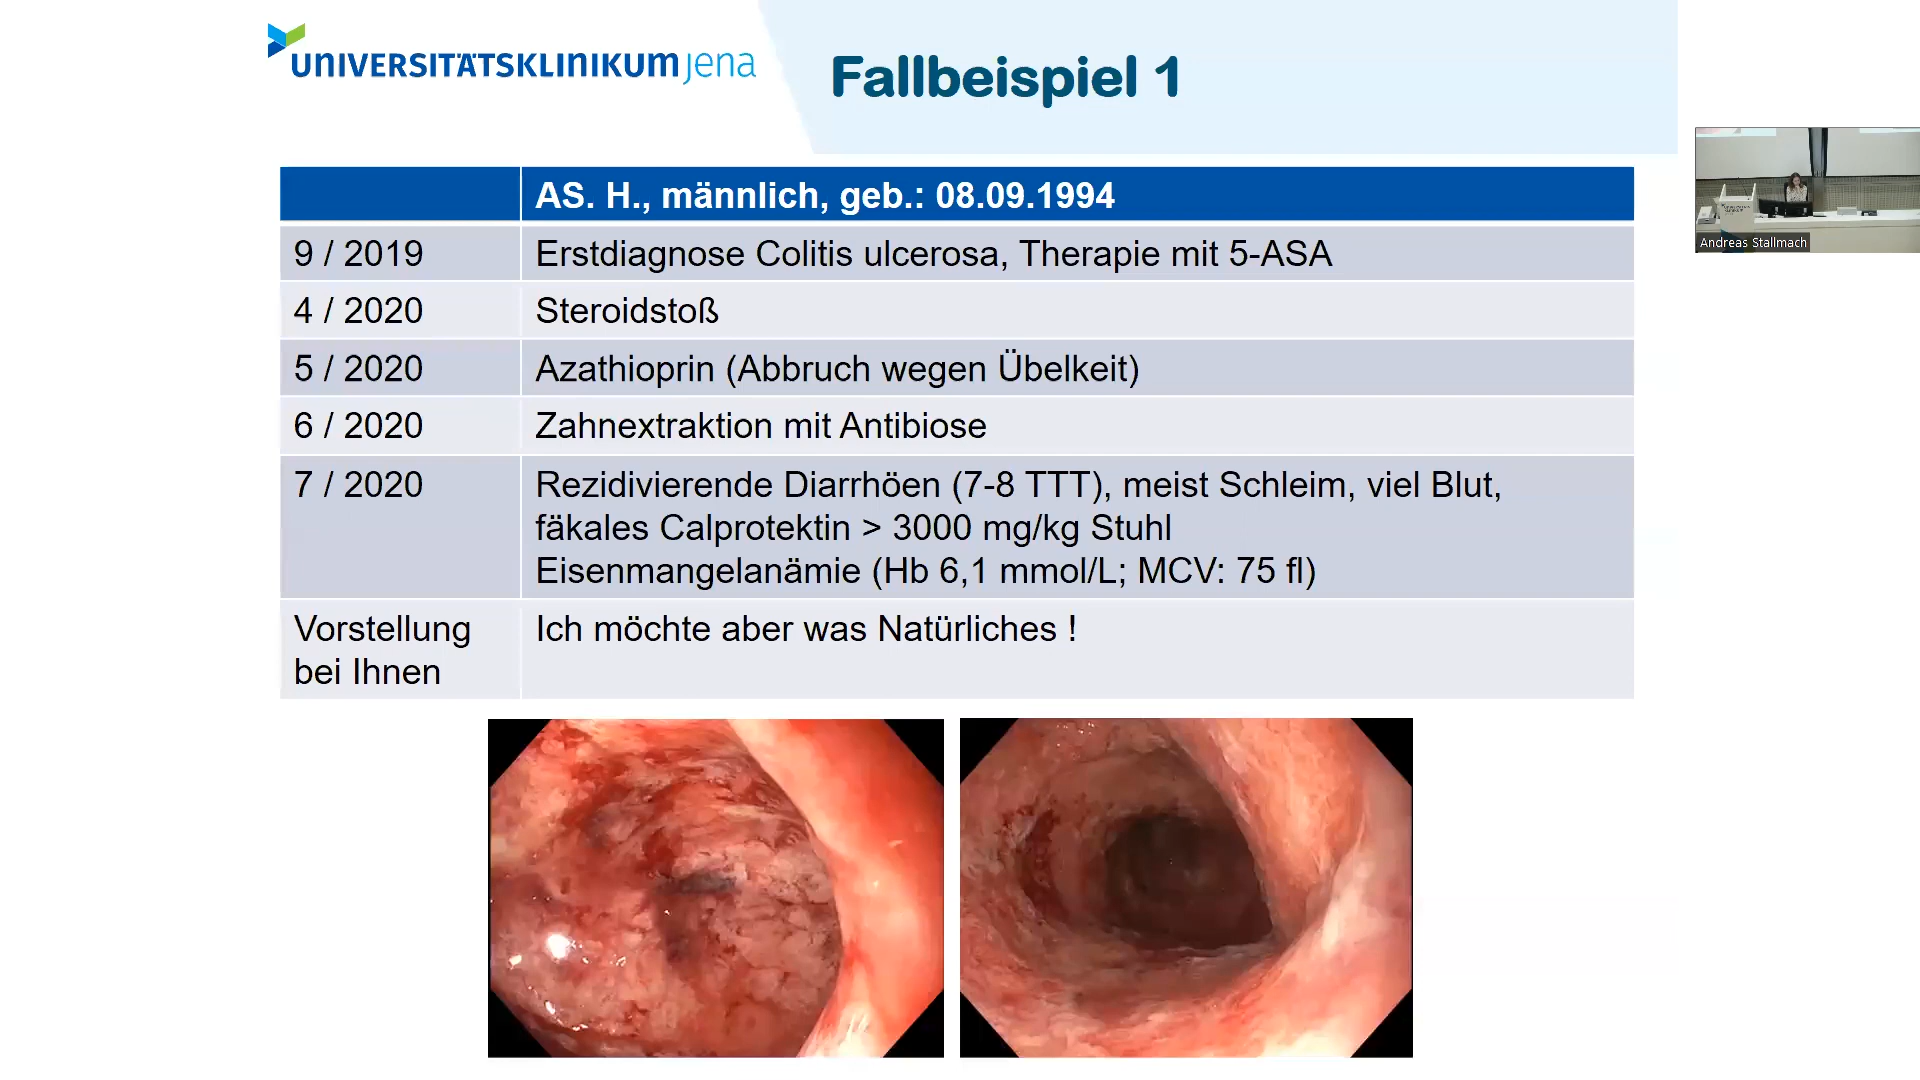 UNIVERSITÄTSKLINIKUM jena
Fallbeispiel 1
AS. H., männlich, geb.: 08.09.1994
9 / 2019 Erstdiagnose Colitis ulcerosa, Therapie mit 5-ASA
4 / 2020 Steroidstoß
5 / 2020 Azathioprin (Abbruch wegen Übelkeit)
6 / 2020 Zahnextraktion mit Antibiose
7 / 2020 Rezidivierende Diarrhöen (7-8 TTT), meist Schleim, viel Blut,
fäkales Calprotektin > 3000 mg/kg Stuhl
Eisenmangelanämie (Hb 6,1 mmol/L; MCV: 75 fl)
Vorstellung Ich möchte aber was Natürliches !
bei Ihnen
Andreas Stallmach